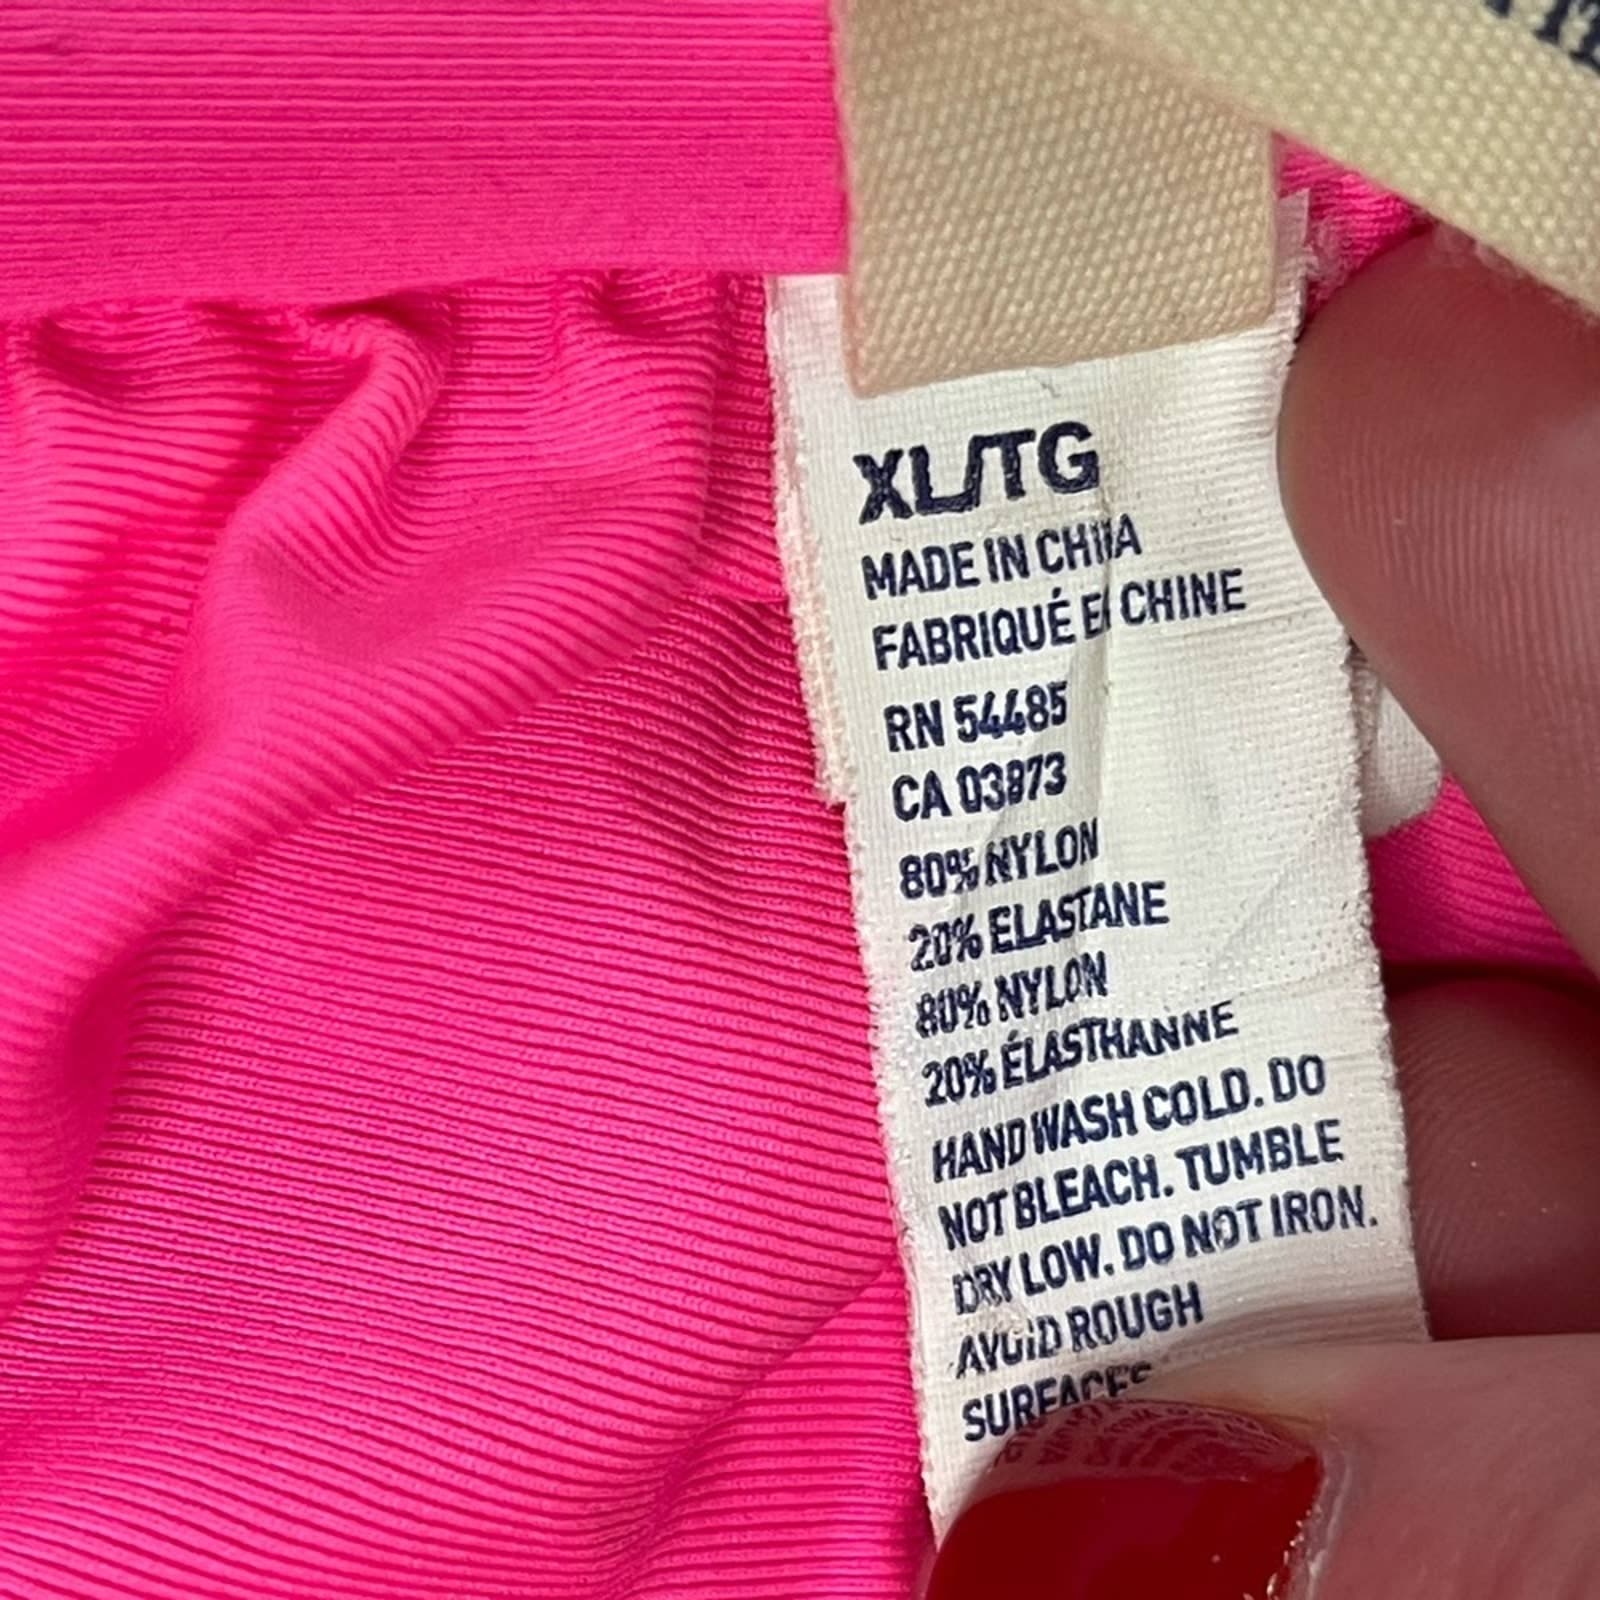 XL/TG
MADE IN CHINA
FABRIQUÉ EN CHINE
RN 54485
CA 03873
80% NYLON
20% ELASTANE
80% NYLON
20% ÉLASTHANNE
HAND WASH COLD. DO
NOT BLEACH. TUMBLE
DRY LOW. DO NOT IRON.
AVOID ROUGH
SURFACES